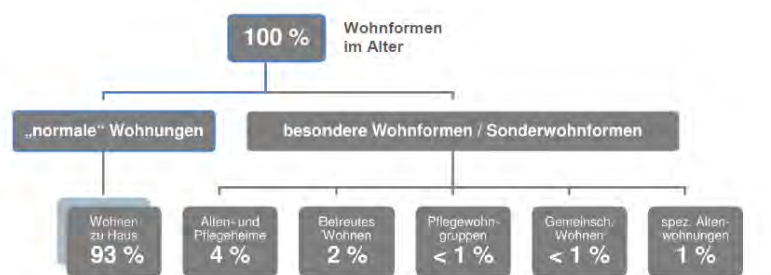 100 %
Wohnformen
im Alter
„normale“ Wohnungen
besondere Wohnformen / Sonderwohnformen
Wohnen
zu Haus
93 %
Alten- und
Pflegeheime
4 %
Betreutes
Wohnen
2 %
Pflegewohn-
gruppen
< 1 %
Gemeinsch.
Wohnen
< 1 %
spez. Alten-
wohnungen
1 %